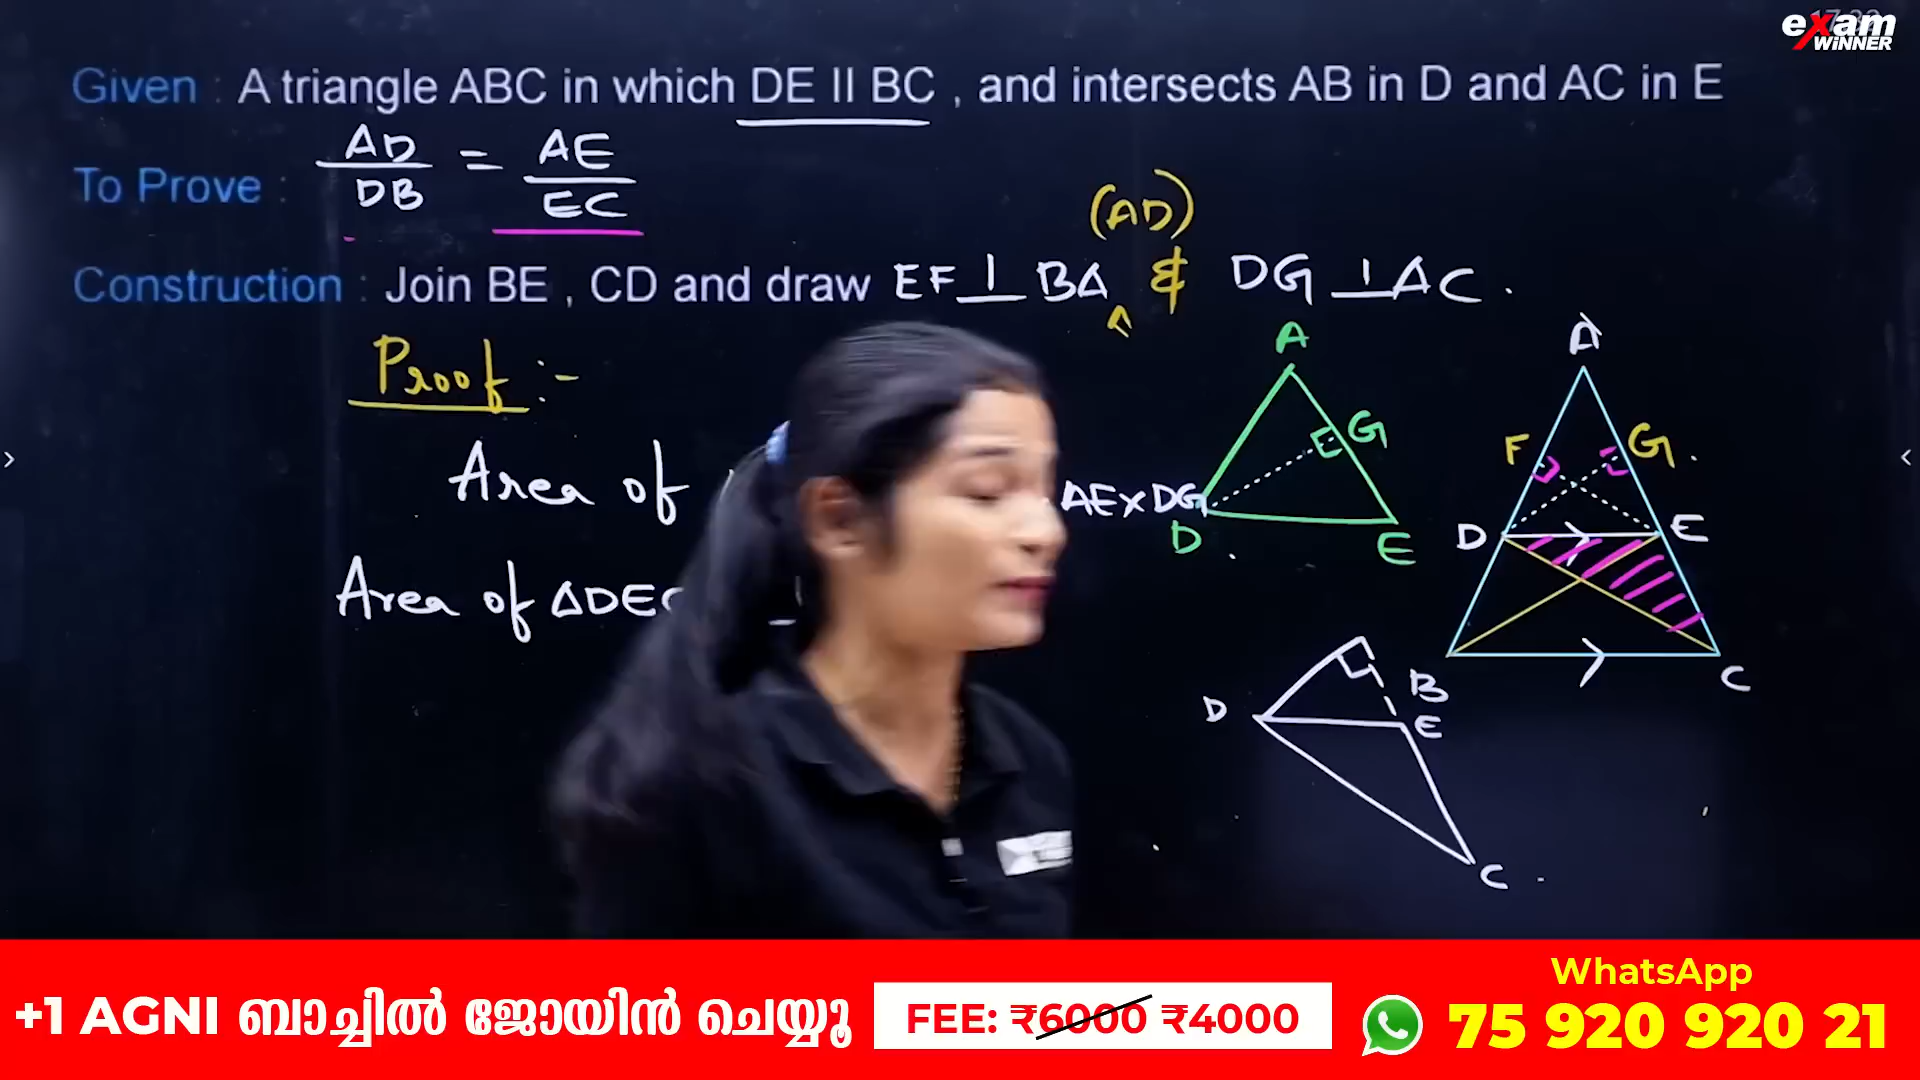 exam
WiNNER
Given : A triangle ABC in which DE II BC , and intersects AB in D and AC in E
To Prove : AD/DB = AE/EC
(AD)
Construction : Join BE , CD and draw EF ⊥ BA & DG ⊥ AC .
Proof :-
Area of
AE×DG
Area of ΔDEC
A
G
D
E
A
F
G
D
E
B
C
D
E
C
+1 AGNI ബാച്ചിൽ ജോയിൻ ചെയ്യൂ
FEE: ₹6000 ₹4000
WhatsApp
75 920 920 21